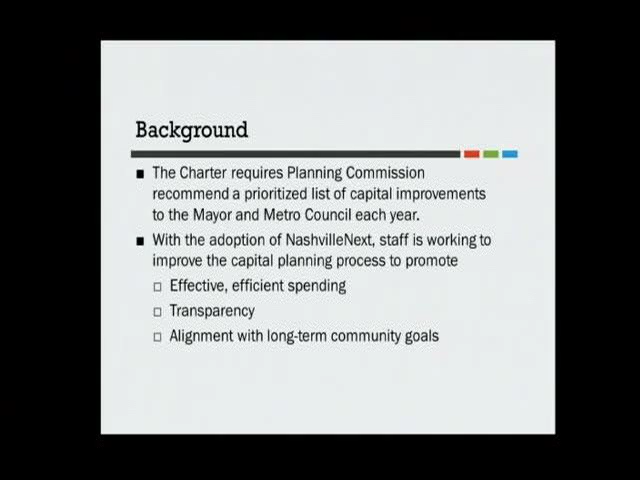 Background
■ The Charter requires Planning Commission
recommend a prioritized list of capital improvements
to the Mayor and Metro Council each year.
■ With the adoption of NashvilleNext, staff is working to
improve the capital planning process to promote
□ Effective, efficient spending
□ Transparency
□ Alignment with long-term community goals